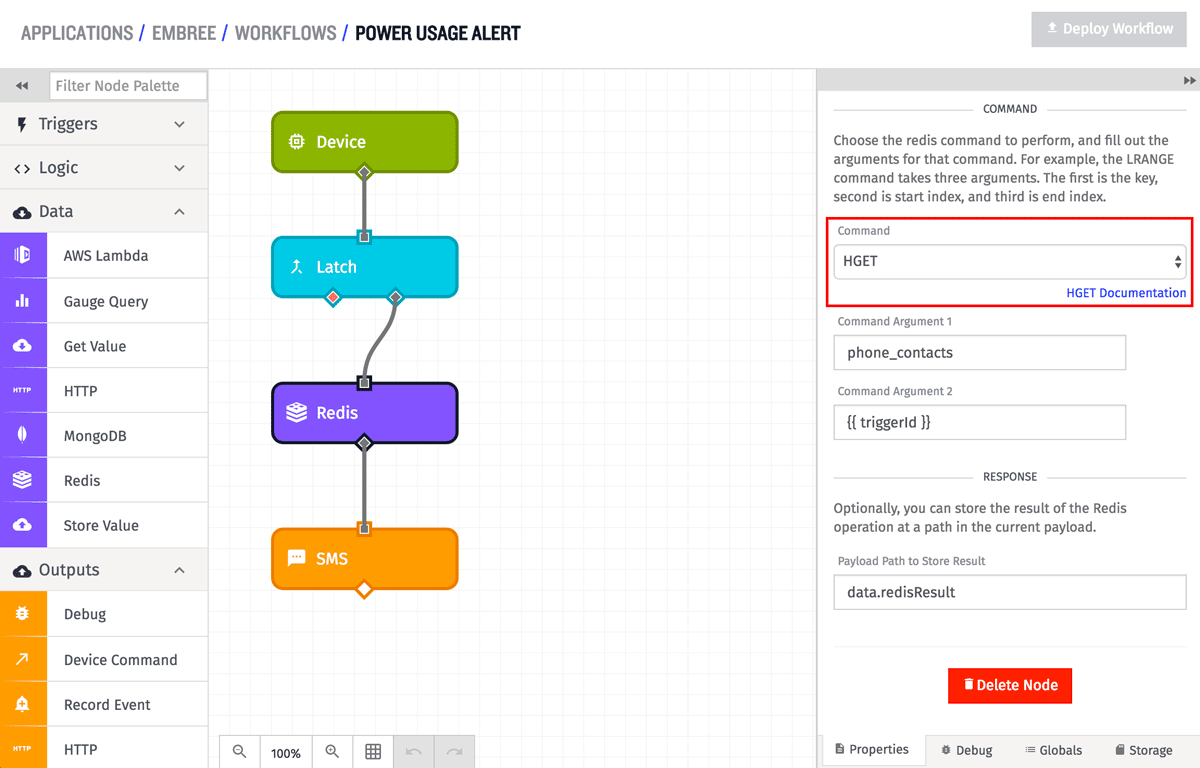 APPLICATIONS / EMBREE / WORKFLOWS / POWER USAGE ALERT
Deploy Workflow
Filter Node Palette
Triggers
Logic
Data
AWS Lambda
Gauge Query
Get Value
HTTP
HTTP
MongoDB
Redis
Store Value
Outputs
Debug
Device Command
Record Event
HTTP
HTTP
Device
Latch
Redis
SMS
100%
COMMAND
Choose the redis command to perform, and fill out the
arguments for that command. For example, the LRANGE
command takes three arguments. The first is the key,
second is start index, and third is end index.
Command
HGET
HGET Documentation
Command Argument 1
phone_contacts
Command Argument 2
{{ triggerId }}
RESPONSE
Optionally, you can store the result of the Redis
operation at a path in the current payload.
Payload Path to Store Result
data.redisResult
Delete Node
Properties
Debug
Globals
Storage